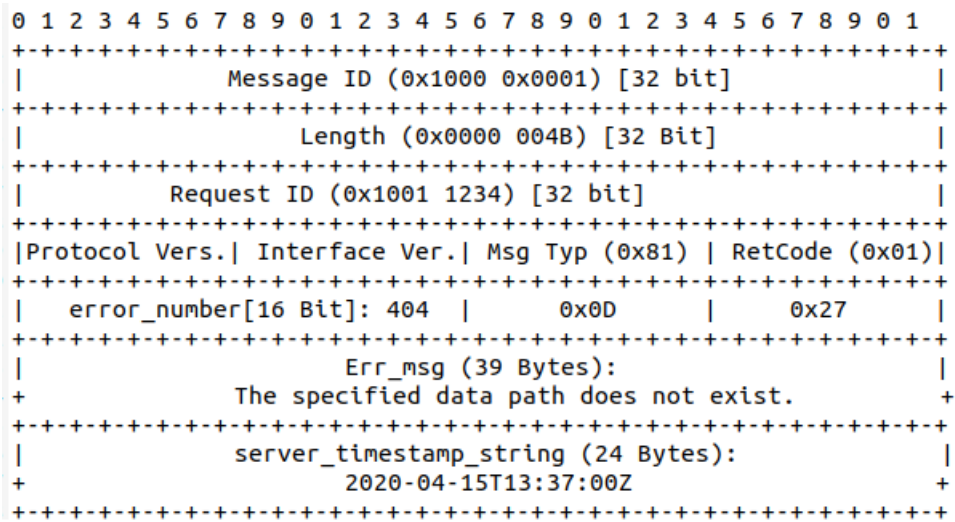 0 1 2 3 4 5 6 7 8 9 0 1 2 3 4 5 6 7 8 9 0 1 2 3 4 5 6 7 8 9 0 1
+-+-+-+-+-+-+-+-+-+-+-+-+-+-+-+-+-+-+-+-+-+-+-+-+-+-+-+-+-+-+-+-+
| Message ID (0x1000 0x0001) [32 bit] |
+-+-+-+-+-+-+-+-+-+-+-+-+-+-+-+-+-+-+-+-+-+-+-+-+-+-+-+-+-+-+-+-+
| Length (0x0000 004B) [32 Bit] |
+-+-+-+-+-+-+-+-+-+-+-+-+-+-+-+-+-+-+-+-+-+-+-+-+-+-+-+-+-+-+-+-+
| Request ID (0x1001 1234) [32 bit] |
+-+-+-+-+-+-+-+-+-+-+-+-+-+-+-+-+-+-+-+-+-+-+-+-+-+-+-+-+-+-+-+-+
|Protocol Vers.| Interface Ver.| Msg Typ (0x81) | RetCode (0x01)|
+-+-+-+-+-+-+-+-+-+-+-+-+-+-+-+-+-+-+-+-+-+-+-+-+-+-+-+-+-+-+-+-+
| error_number[16 Bit]: 404 | 0x0D | 0x27 |
+-+-+-+-+-+-+-+-+-+-+-+-+-+-+-+-+-+-+-+-+-+-+-+-+-+-+-+-+-+-+-+-+
| Err_msg (39 Bytes): |
+ The specified data path does not exist. +
+-+-+-+-+-+-+-+-+-+-+-+-+-+-+-+-+-+-+-+-+-+-+-+-+-+-+-+-+-+-+-+-+
| server_timestamp_string (24 Bytes): |
+ 2020-04-15T13:37:00Z +
+-+-+-+-+-+-+-+-+-+-+-+-+-+-+-+-+-+-+-+-+-+-+-+-+-+-+-+-+-+-+-+-+